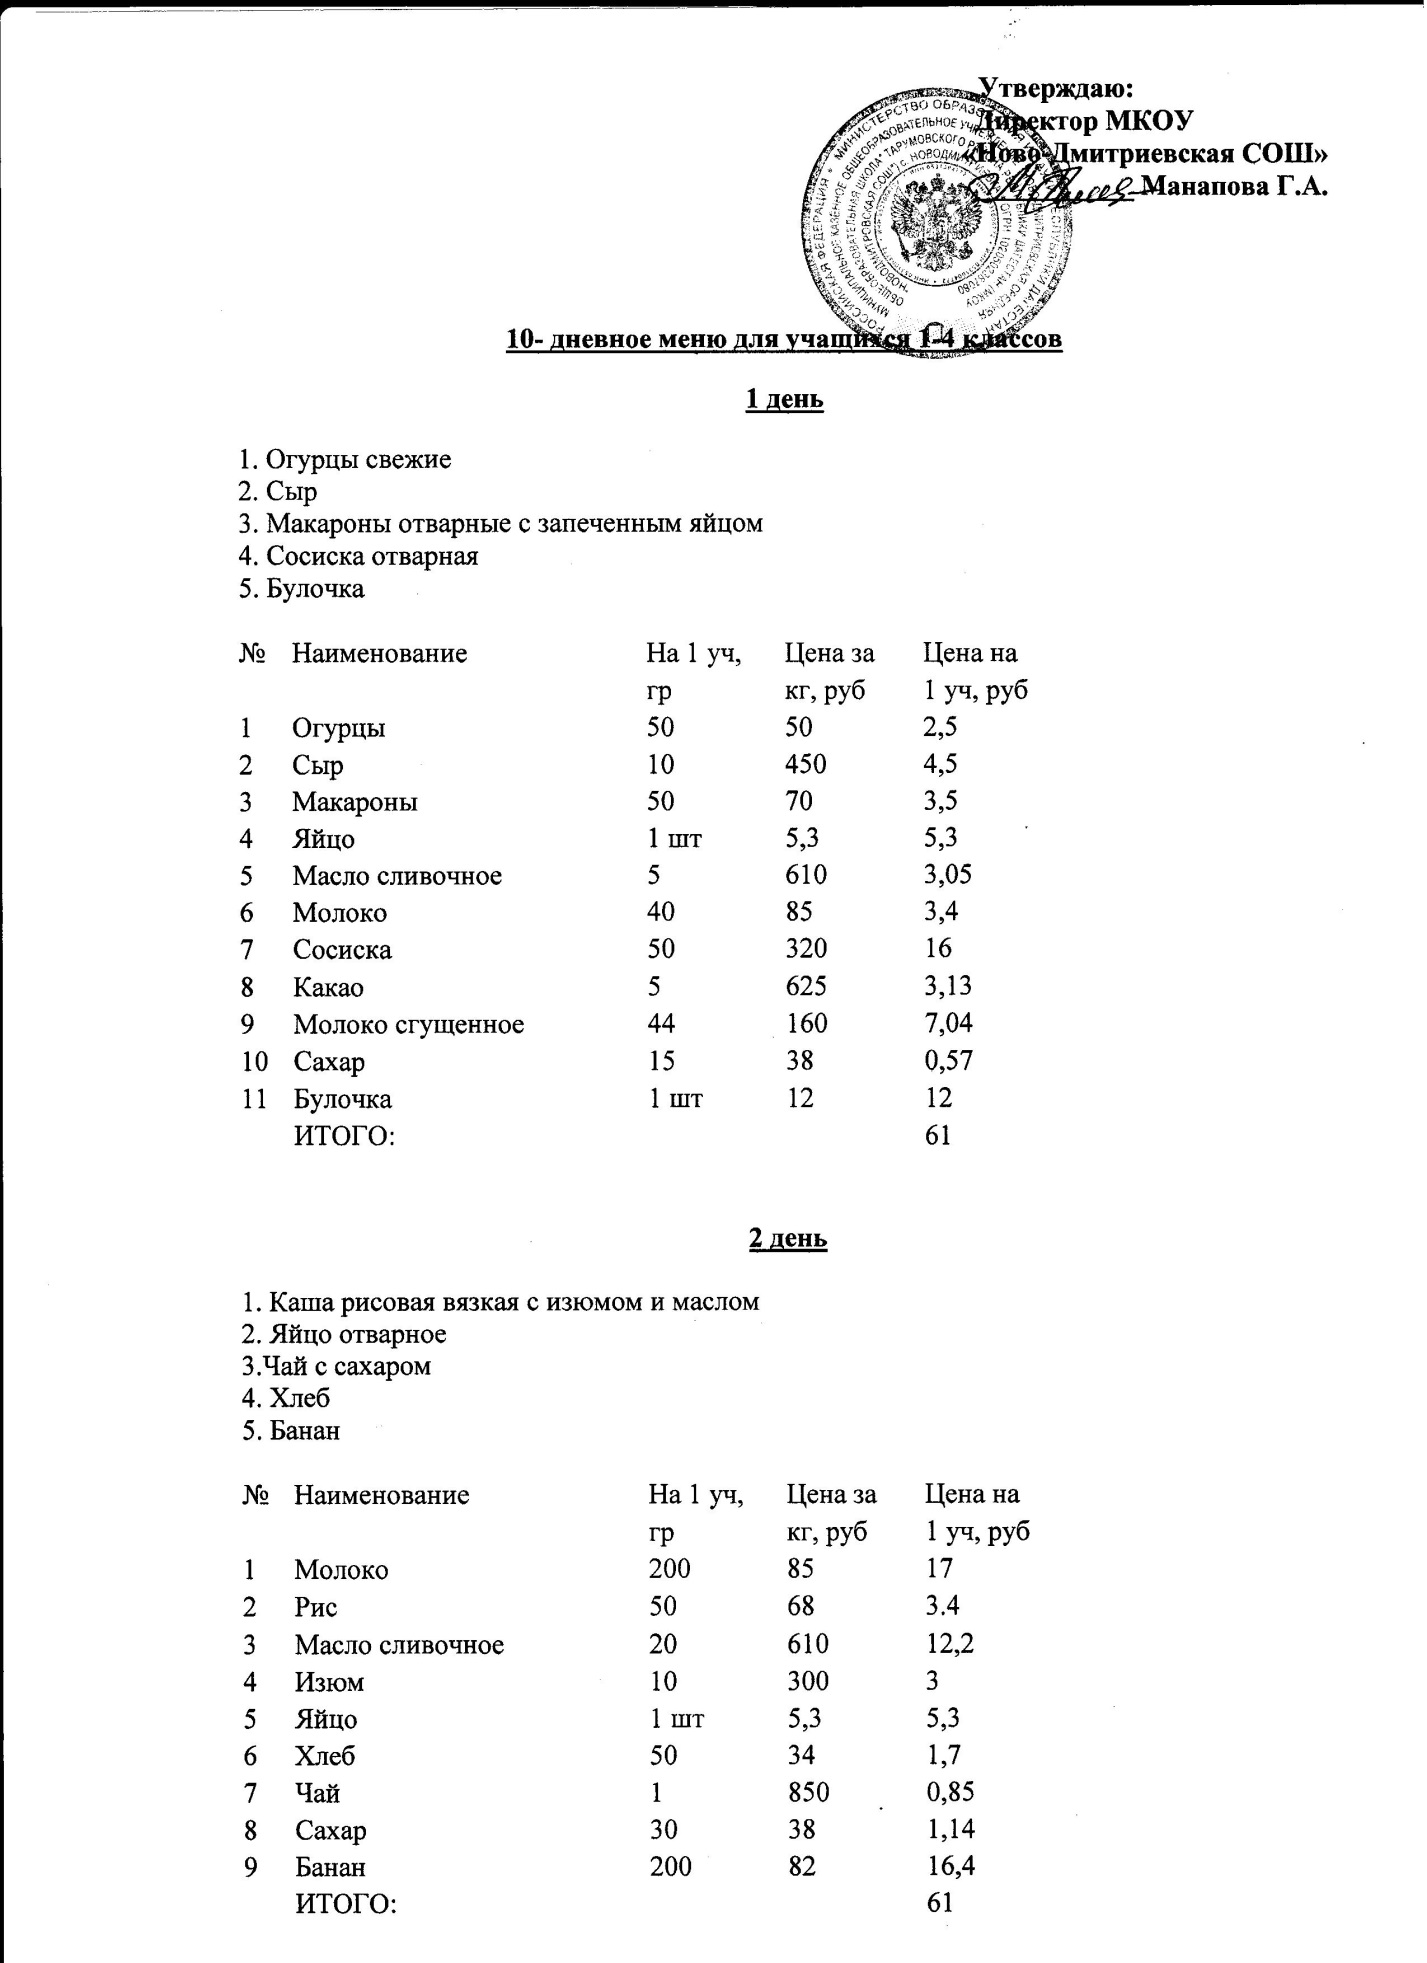 Утверждаю:
Директор МКОУ
«Ново-Дмитриевская СОШ»
Манапова Г.А.
10- дневное меню для учащихся 1-4 классов
1 день
1. Огурцы свежие
2. Сыр
3. Макароны отварные с запеченным яйцом
4. Сосиска отварная
5. Булочка
№ Наименование На 1 уч, Цена за Цена на
гр кг, руб 1 уч, руб
1 Огурцы 50 50 2,5
2 Сыр 10 450 4,5
3 Макароны 50 70 3,5
4 Яйцо 1 шт 5,3 5,3
5 Масло сливочное 5 610 3,05
6 Молоко 40 85 3,4
7 Сосиска 50 320 16
8 Какао 5 625 3,13
9 Молоко сгущенное 44 160 7,04
10 Сахар 15 38 0,57
11 Булочка 1 шт 12 12
ИТОГО: 61
2 день
1. Каша рисовая вязкая с изюмом и маслом
2. Яйцо отварное
3.Чай с сахаром
4. Хлеб
5. Банан
№ Наименование На 1 уч, Цена за Цена на
гр кг, руб 1 уч, руб
1 Молоко 200 85 17
2 Рис 50 68 3.4
3 Масло сливочное 20 610 12,2
4 Изюм 10 300 3
5 Яйцо 1 шт 5,3 5,3
6 Хлеб 50 34 1,7
7 Чай 1 850 0,85
8 Сахар 30 38 1,14
9 Банан 200 82 16,4
ИТОГО: 61